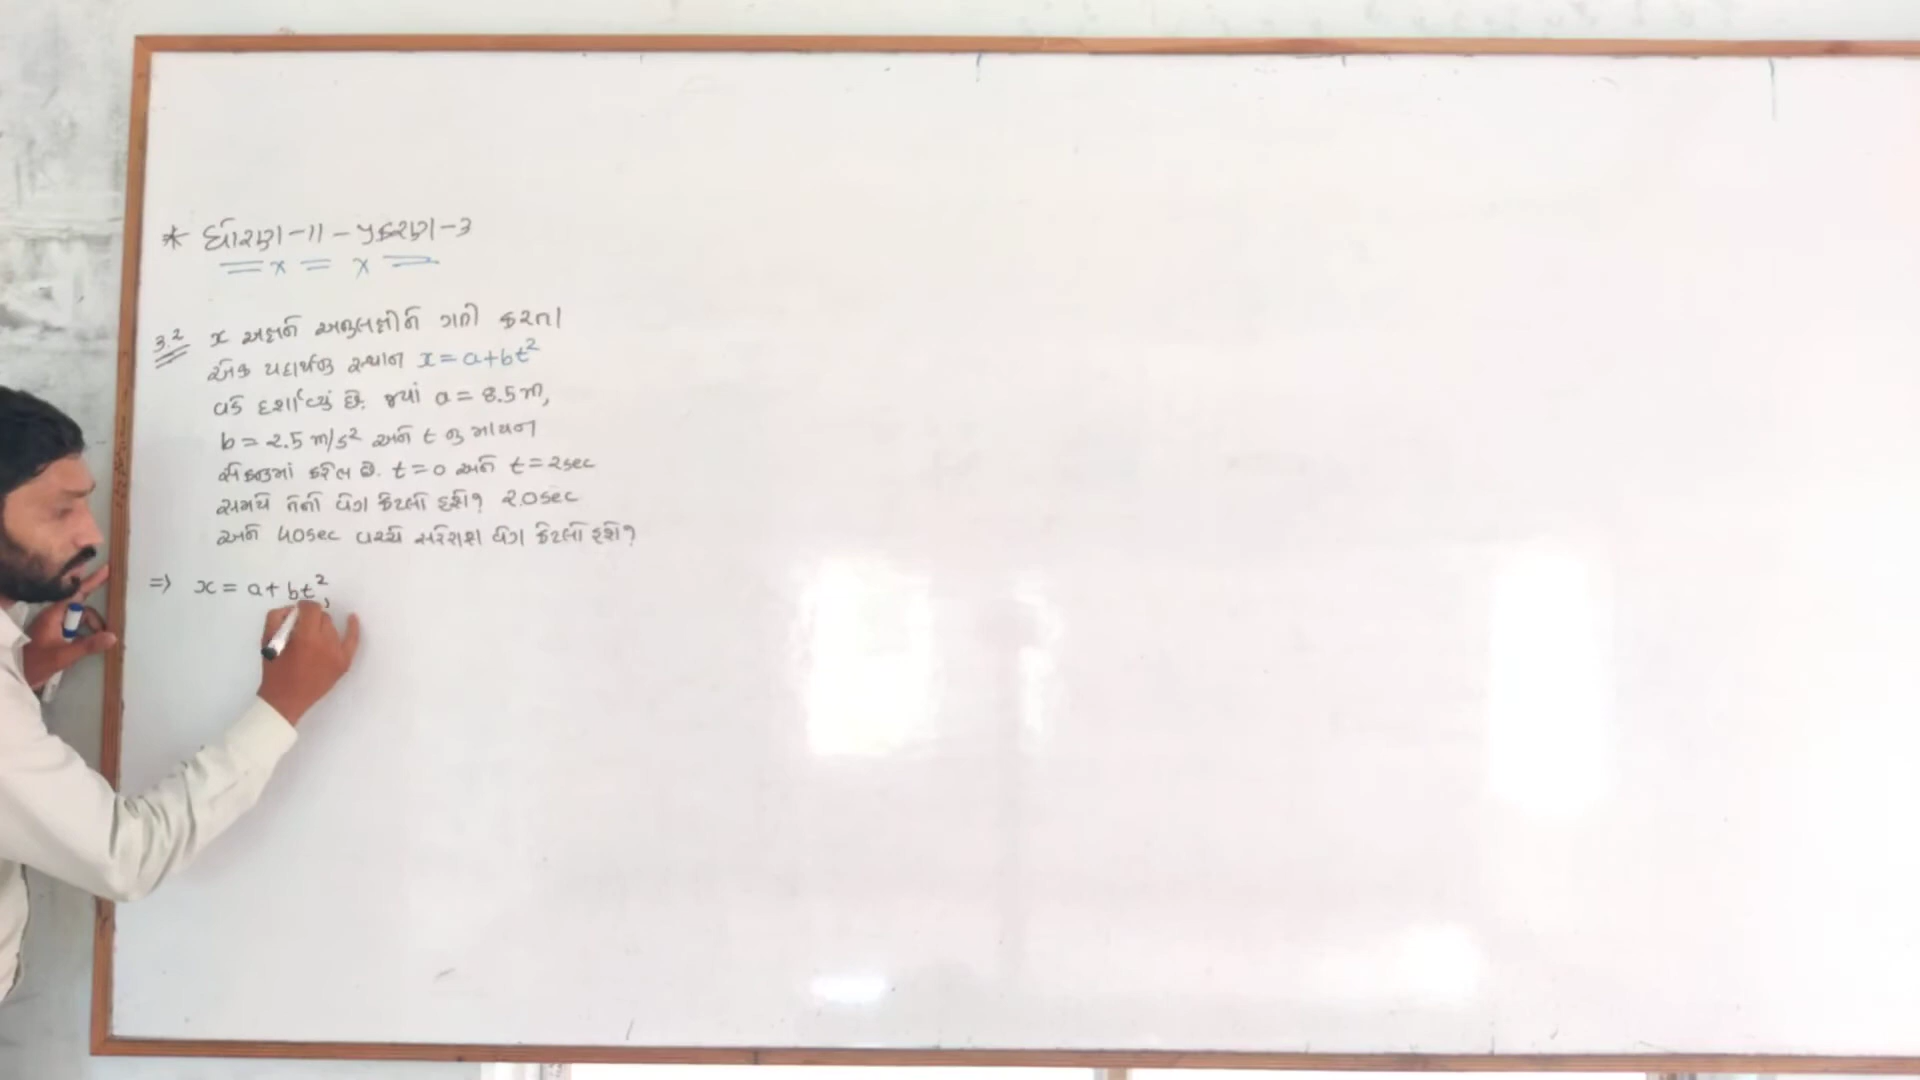 * ધોરણ-11 - પ્રકરણ-3
= x = x =
3.2 x અક્ષને અનુલક્ષીને ગતી કરતા
એક પદાર્થનુ સ્થાન x = a+bt²
વડે દર્શાવ્યું છે. જ્યાં a = 8.5 m,
b = 2.5 m/s² અને t નુ માપન
સેકન્ડમાં કરેલ છે. t = 0 અને t = 2sec
સમયે તેનો વેગ કેટલો હશે? 2.0sec
અને 4.0sec વચ્ચે સરેરાશ વેગ કેટલો હશે?
⇒ x = a + bt²,